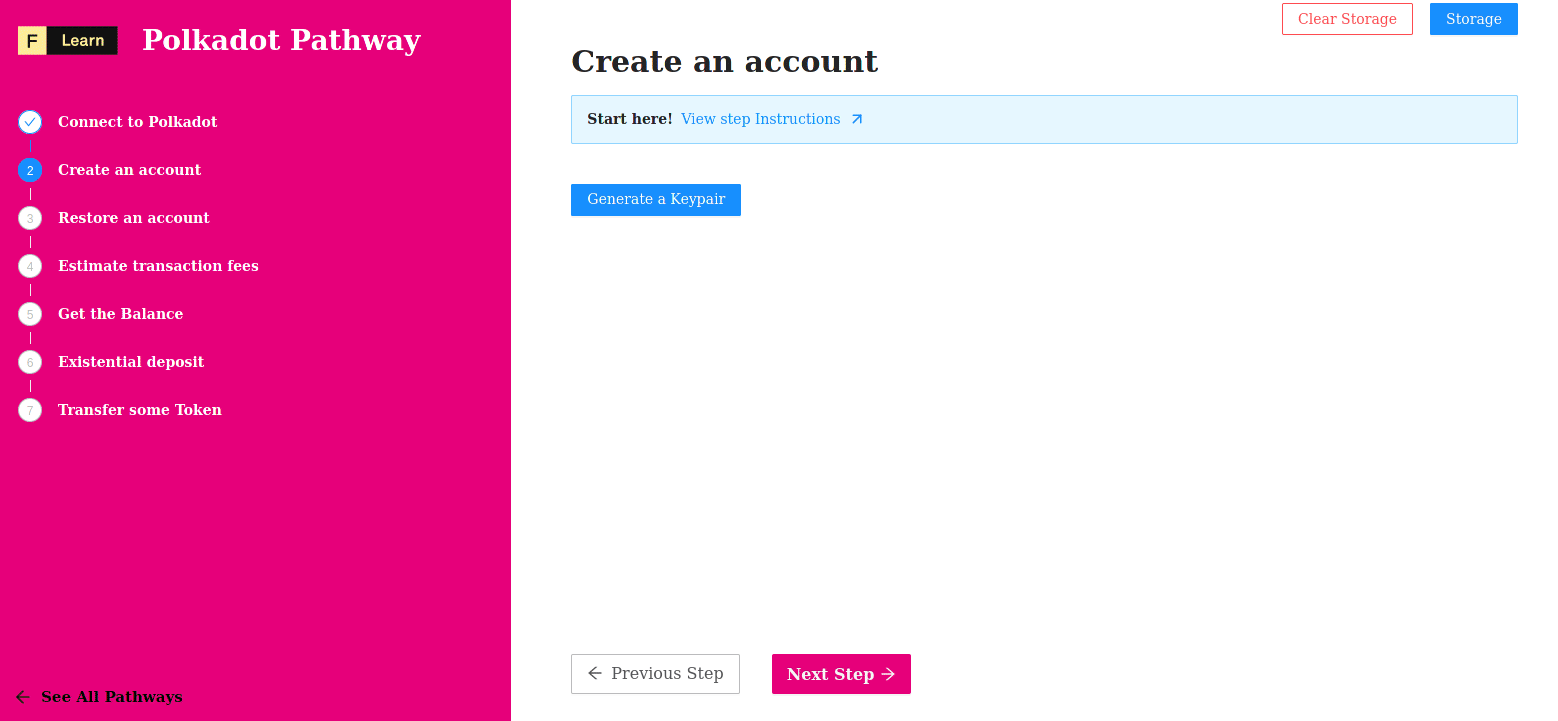 F Learn
Polkadot Pathway
Connect to Polkadot
2 Create an account
3 Restore an account
4 Estimate transaction fees
5 Get the Balance
6 Existential deposit
7 Transfer some Token
See All Pathways
Clear Storage Storage
Create an account
Start here! View step Instructions
Generate a Keypair
Previous Step Next Step